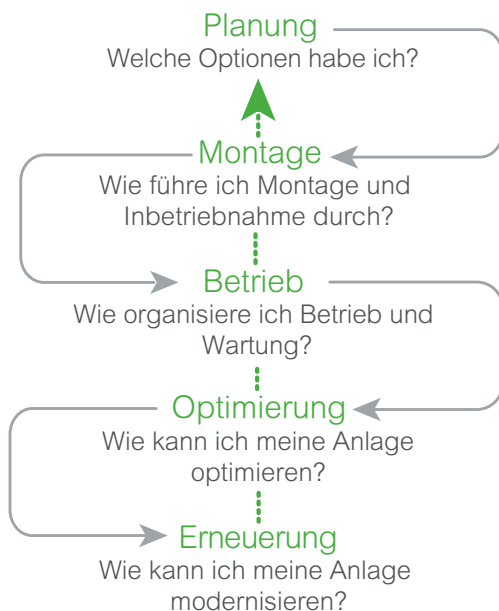 Planung
Welche Optionen habe ich?
Montage
Wie führe ich Montage und
Inbetriebnahme durch?
Betrieb
Wie organisiere ich Betrieb und
Wartung?
Optimierung
Wie kann ich meine Anlage
optimieren?
Erneuerung
Wie kann ich meine Anlage
modernisieren?